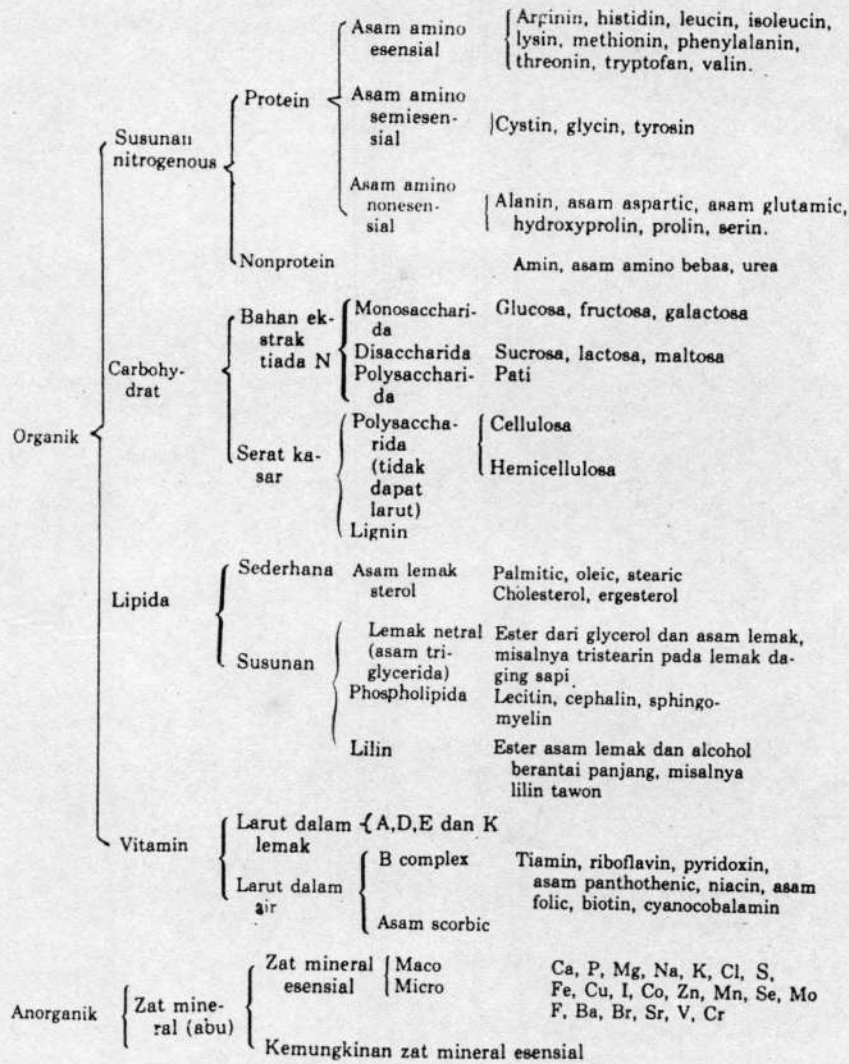 Asam amino esensial
Arginin, histidin, leucin, isoleucin,
lysin, methionin, phenylalanin,
threonin, tryptofan, valin.
Protein
Asam amino
semiesen-
sial
Cystin, glycin, tyrosin
Susunan
nitrogenous
Asam amino
nonesen-
sial
Alanin, asam aspartic, asam glutamic,
hydroxyprolin, prolin, serin.
Nonprotein
Amin, asam amino bebas, urea
Bahan ek-
strak
tiada N
Monosacchari-
da
Glucosa, fructosa, galactosa
Disaccharida
Sucrosa, lactosa, maltosa
Polysacchari-
da
Pati
Carbohy-
drat
Organik
Serat ka-
sar
Polysaccha-
rida
(tidak
dapat
larut)
Cellulosa
Hemicellulosa
Lignin
Lipida
Sederhana
Asam lemak
sterol
Palmitic, oleic, stearic
Cholesterol, ergesterol
Susunan
Lemak netral
(asam tri-
glycerida)
Ester dari glycerol dan asam lemak,
misalnya tristearin pada lemak da-
ging sapi
Phospholipida
Lecitin, cephalin, sphingo-
myelin
Lilin
Ester asam lemak dan alcohol
berantai panjang, misalnya
lilin tawon
Vitamin
Larut dalam
lemak
A,D,E dan K
Larut dalam
air
B complex
Tiamin, riboflavin, pyridoxin,
asam panthothenic, niacin, asam
folic, biotin, cyanocobalamin
Asam scorbic
Anorganik
Zat mine-
ral (abu)
Zat mineral
esensial
Maco
Micro
Ca, P, Mg, Na, K, Cl, S,
Fe, Cu, I, Co, Zn, Mn, Se, Mo
F, Ba, Br, Sr, V, Cr
Kemungkinan zat mineral esensial